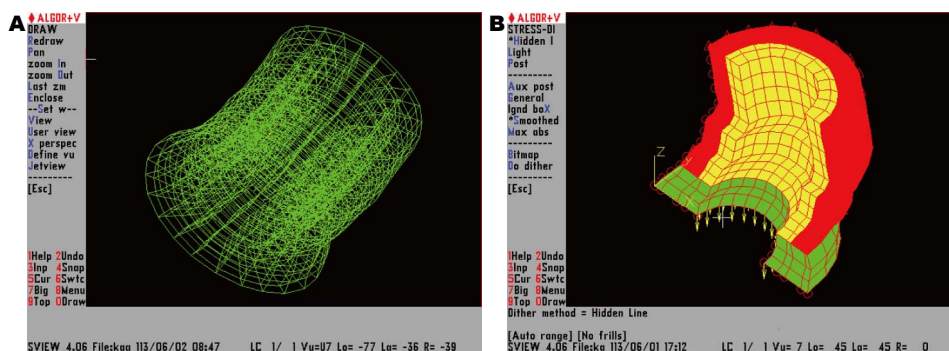 A
♦ ALGOR+V
DRAW
Redraw
Pan
zoom In
zoom Out
Last zm
Enclose
--Set w--
View
User view
X perspec
Define vu
Jetview
---------
[Esc]
1Help 2Undo
3Inp 4Snap
5Cur 6Swtc
7Big 8Menu
9Top 0Draw
SVIEW 4.06 File:kaa 113/06/02 08:47 LC 1/ 1 Vu=U7 Lo= -77 La= -36 R= -39
B
♦ ALGOR+V
STRESS-DI
*Hidden l
Light
Post
---------
Aux post
General
Ignd boX
*Smoothed
Max abs
---------
Bitmap
Do dither
---------
[Esc]
Z
1Help 2Undo
3Inp 4Snap
5Cur 6Swtc
7Big 8Menu
9Top 0Draw
Dither method = Hidden Line
[Auto range] [No frills]
SVIEW 4.06 File:kag 113/06/01 17:12 LC 1/ 1 Vu= 7 Lo= 45 La= 45 R= 0